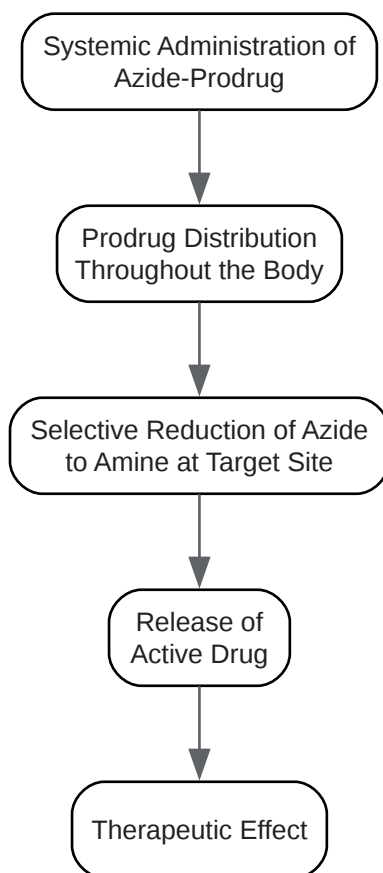 Systemic Administration of
Azide-Prodrug
Prodrug Distribution
Throughout the Body
Selective Reduction of Azide
to Amine at Target Site
Release of
Active Drug
Therapeutic Effect